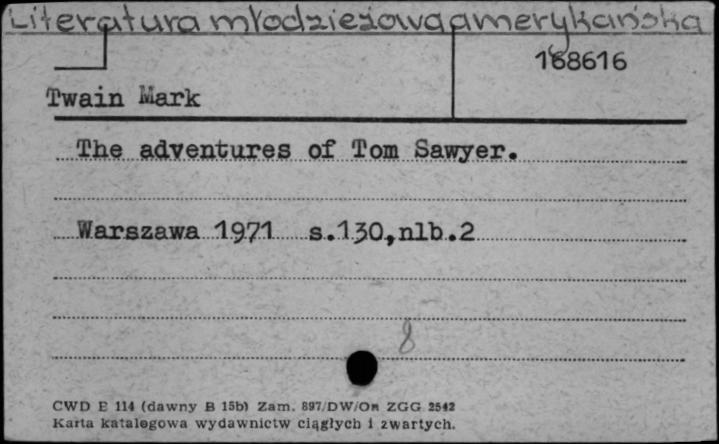 Literatura młodzieżowa amerykańska
168616
Twain Mark
The adventures of Tom Sawyer.
Warszawa 1971 s.130,nlb.2
8
CWD E 114 (dawny B 15b) Zam. 897/DW/Om ZGG 2542
Karta katalogowa wydawnictw ciągłych i zwartych.